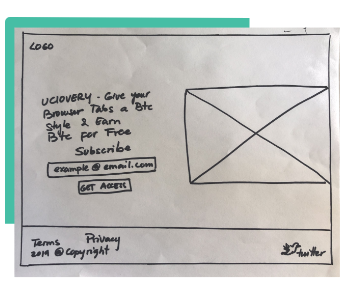 LOGO
UCIOVERY - Give your
Browser Tabs a Btc
Style & Earn
Btc for Free
Subscribe
example@email.com
GET ACCESS
Terms Privacy
2019 © Copyright
twitter